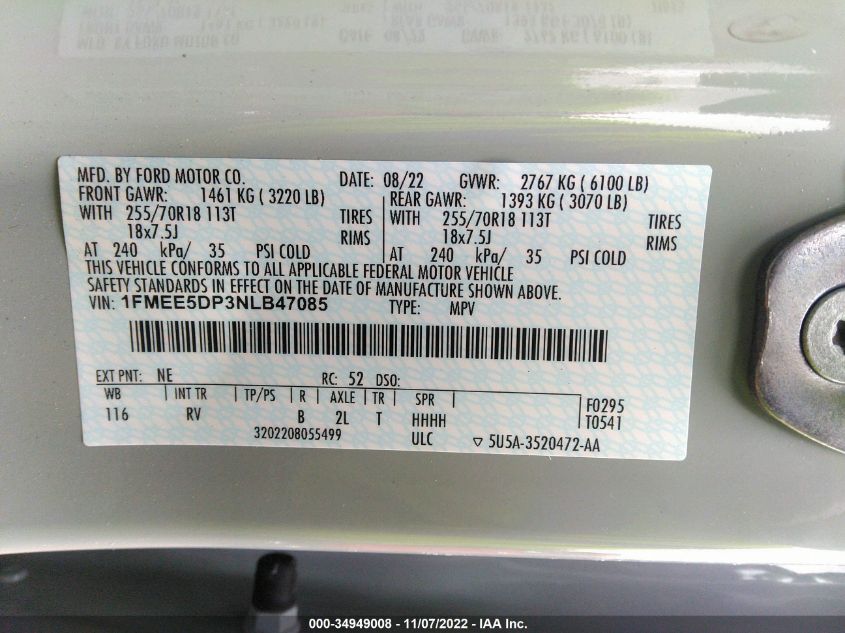 MFD. BY FORD MOTOR CO. DATE: 08/22 GVWR: 2767 KG ( 6100 LB)
FRONT GAWR: 1461 KG ( 3220 LB) REAR GAWR: 1393 KG ( 3070 LB)
WITH 255/70R18 113T TIRES WITH 255/70R18 113T TIRES
18x7.5J RIMS 18x7.5J RIMS
AT 240 kPa/ 35 PSI COLD AT 240 kPa/ 35 PSI COLD
THIS VEHICLE CONFORMS TO ALL APPLICABLE FEDERAL MOTOR VEHICLE
SAFETY STANDARDS IN EFFECT ON THE DATE OF MANUFACTURE SHOWN ABOVE.
VIN: 1FMEE5DP3NLB47085 TYPE: MPV
EXT PNT: NE RC: 52 DSO:
WB INT TR TP/PS R AXLE TR SPR F0295
116 RV B 2L T HHHH T0541
3202208055499 ULC ▽ 5U5A-3520472-AA
000-34949008 - 11/07/2022 - IAA Inc.